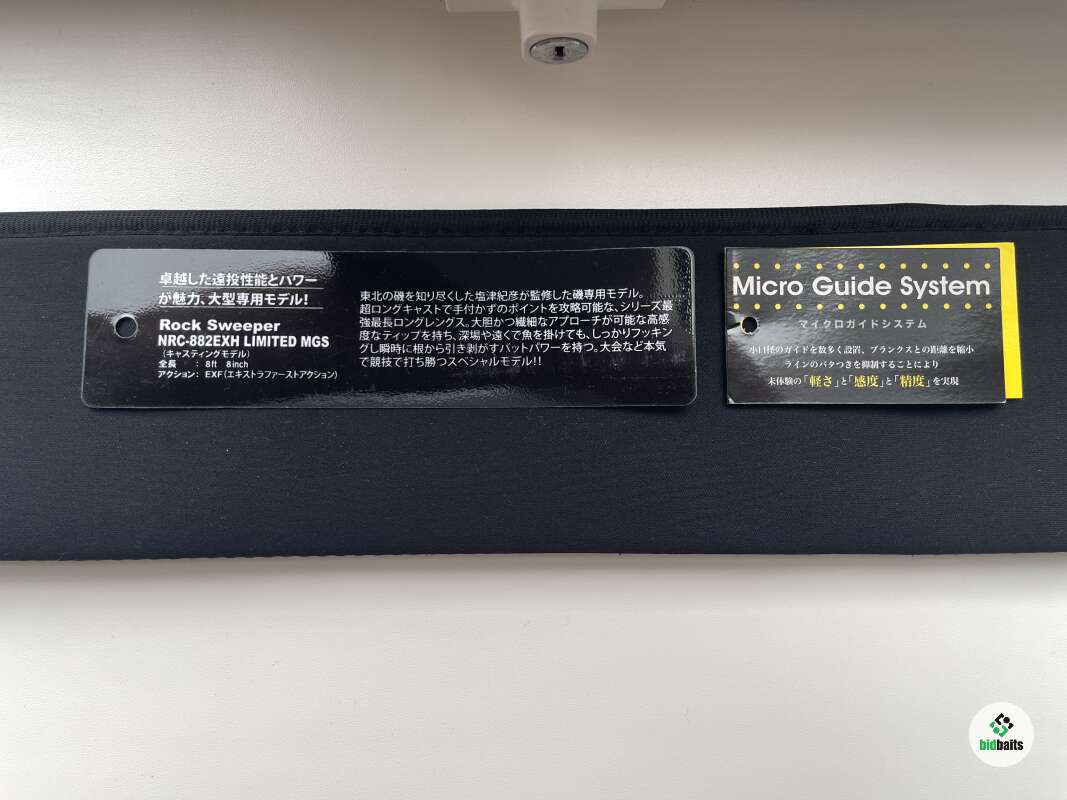 卓越した遠投性能とパワー
が魅力、大型専用モデル!
Rock Sweeper
NRC-882EXH LIMITED MGS
（キャスティングモデル）
全長 : 8ft 8inch
アクション: EXF（エキストラファーストアクション）
東北の磯を知り尽くした塩津紀彦が監修した磯専用モデル。
超ロングキャストで手付かずのポイントを攻略可能な、シリーズ最
強最長ロングレングス。大胆かつ繊細なアプローチが可能な高感
度なティップを持ち、深場や遠くで魚を掛けても、しっかりフッキン
グし瞬時に根から引き剥がすバットパワーを持つ。大会など本気
で競技で打ち勝つスペシャルモデル!!
Micro Guide System
マイクロガイドシステム
小口径のガイドを数多く設置、ブランクスとの距離を縮小
ラインのバタつきを抑制することにより
未体験の「軽さ」と「感度」と「精度」を実現
bidbaits